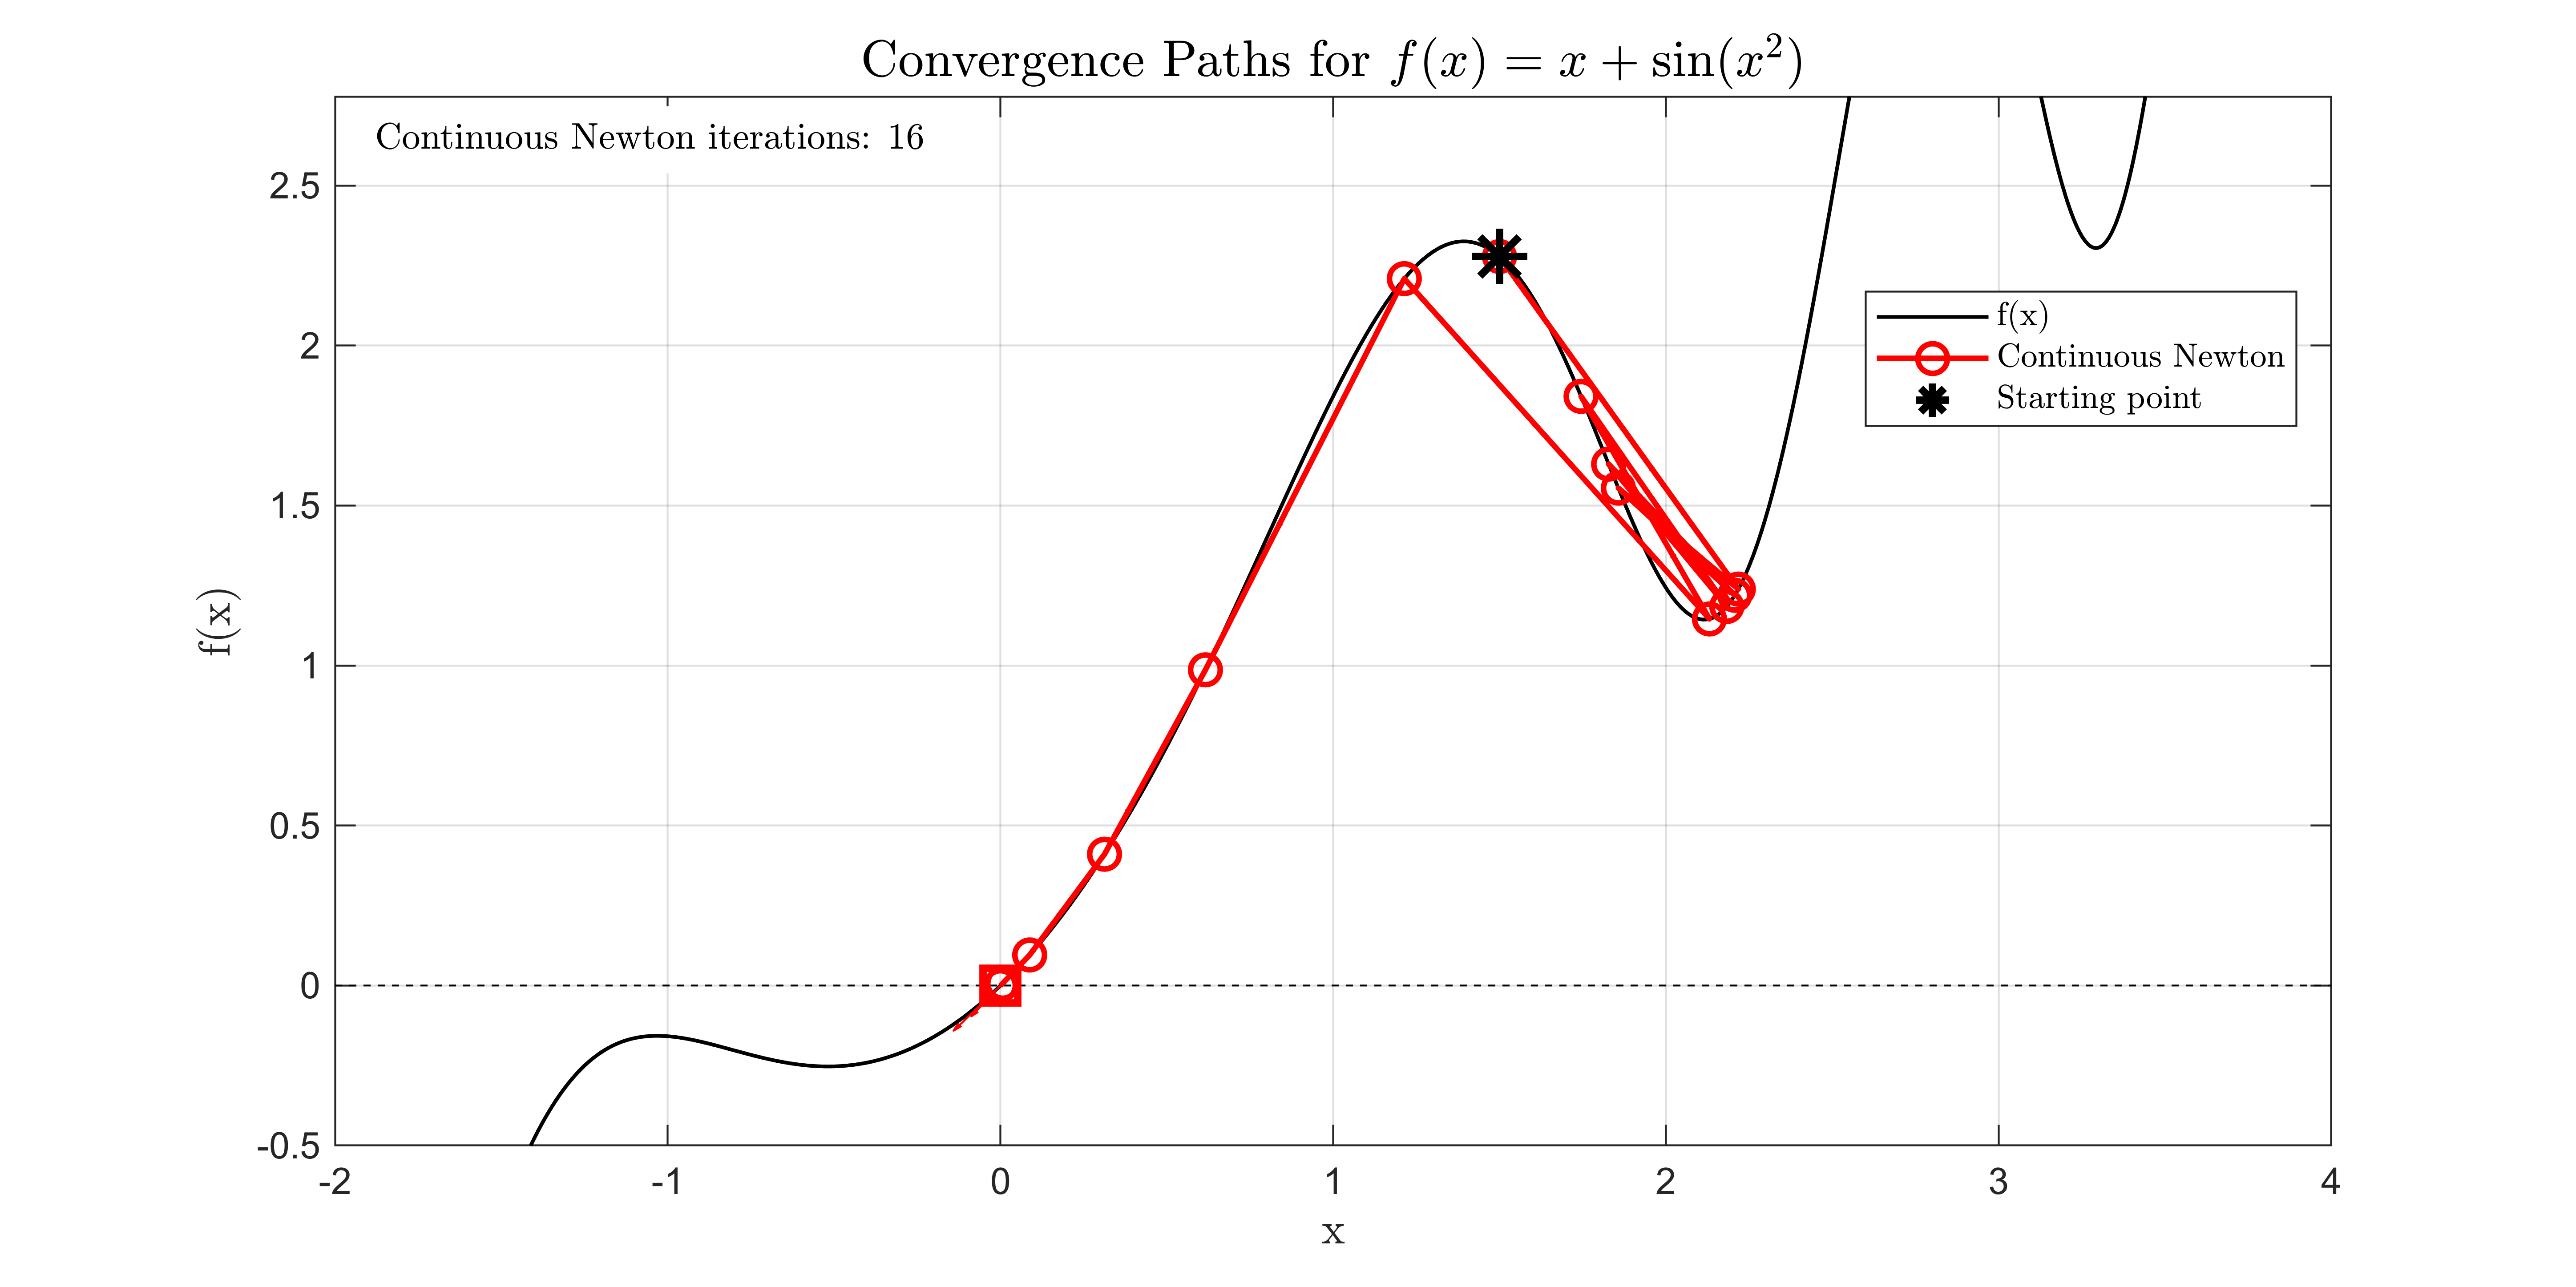 Convergence Paths for f(x) = x + sin(x²)
Continuous Newton iterations: 16
2.5
2
1.5
1
0.5
0
-0.5
f(x)
f(x)
Continuous Newton
Starting point
-2 -1 0 1 2 3 4
x